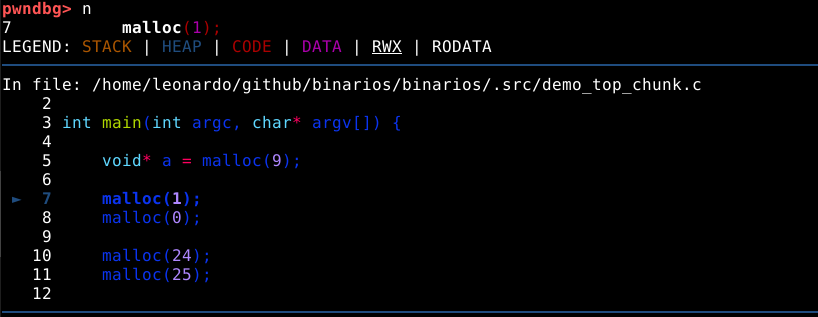 pwndbg> n
7           malloc(1);
LEGEND: STACK | HEAP | CODE | DATA | RWX | RODATA
In file: /home/leonardo/github/binarios/binarios/.src/demo_top_chunk.c
    2
    3 int main(int argc, char* argv[]) {
    4
    5     void* a = malloc(9);
    6
 ►  7     malloc(1);
    8     malloc(0);
    9
   10     malloc(24);
   11     malloc(25);
   12